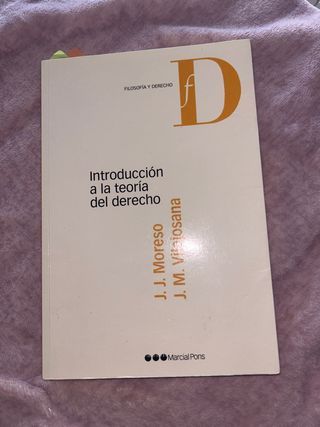 FILOSOFÍA Y DERECHO
fD
Introducción
a la teoría
del derecho
J. J. Moreso
J. M. Vilajosana
Marcial Pons